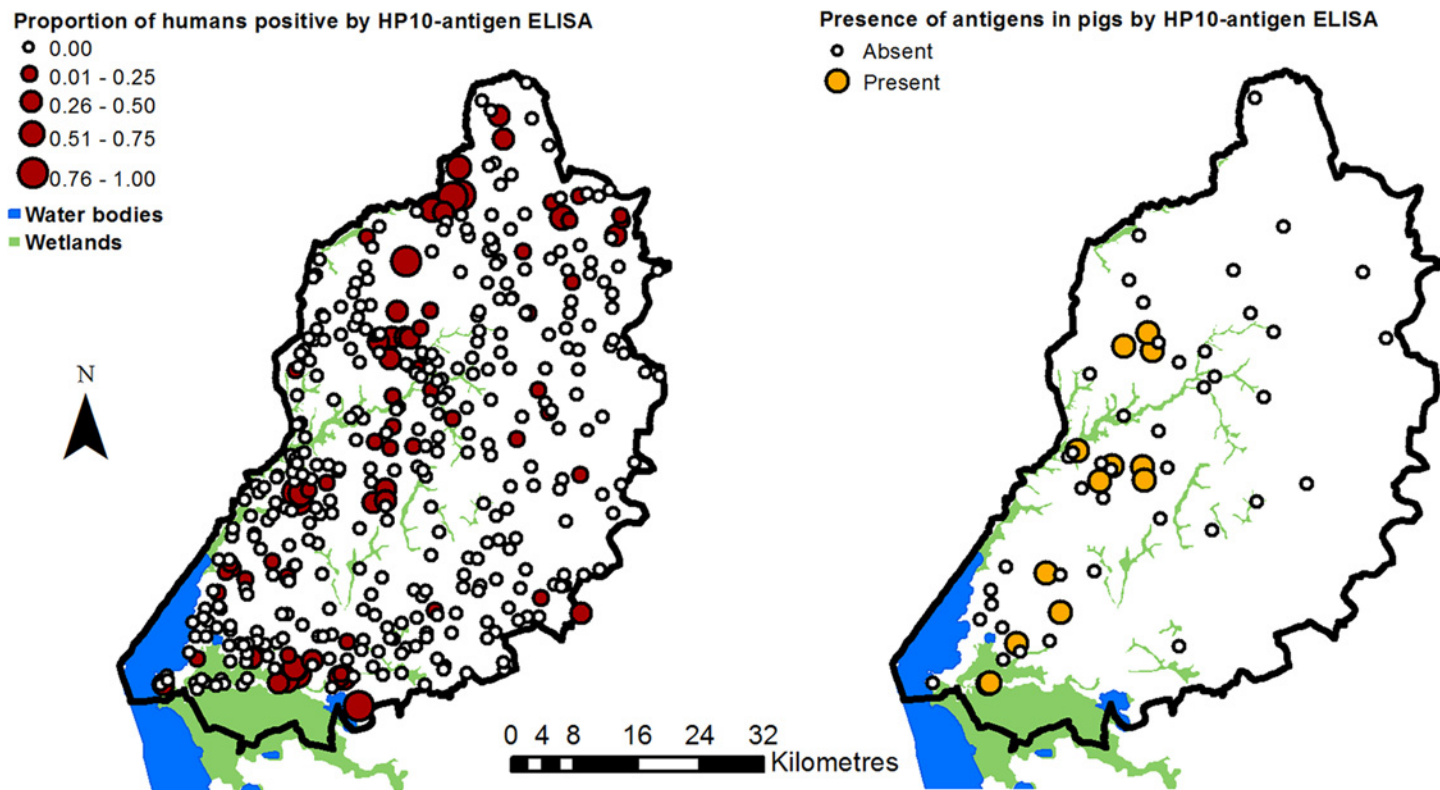 Proportion of humans positive by HP10-antigen ELISA
0.00
0.01 - 0.25
0.26 - 0.50
0.51 - 0.75
0.76 - 1.00
Water bodies
Wetlands
N
Presence of antigens in pigs by HP10-antigen ELISA
Absent
Present
0 4 8 16 24 32
Kilometres